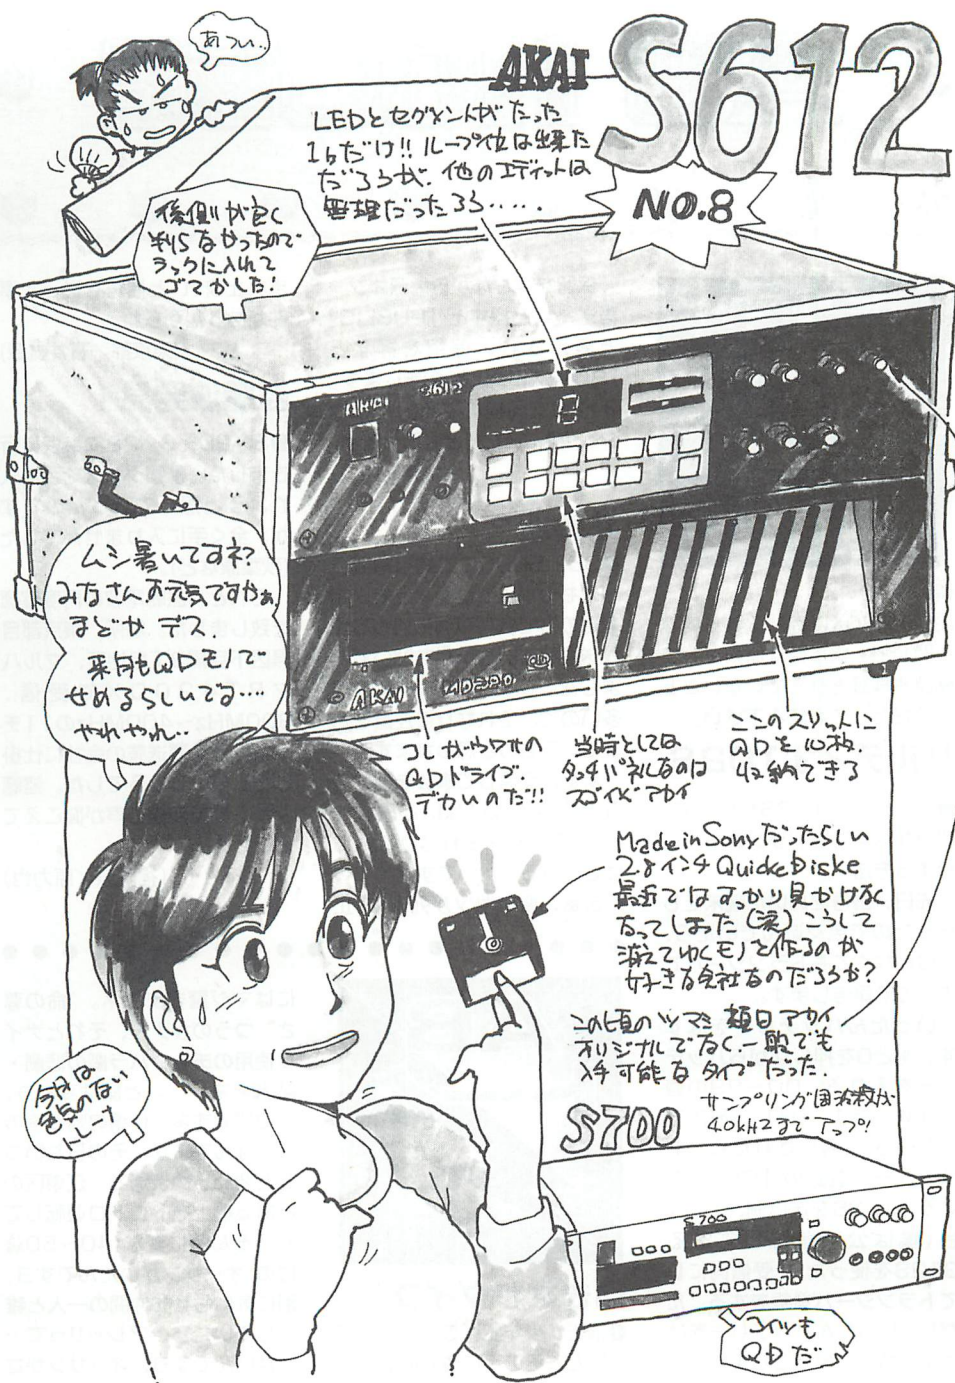 あつい..
AKAI
S612
NO.8
LEDとセグメントがたった
1ヶだけ!! ループ位は出来た
だろうが、他のエディットは
無理だったろう.....
後側が良く
判らなかったので
ラックに入れて
ゴマかした!
AKAI
S612
ムシ暑いですネ?
みなさんお元気ですかぁ
まどか デス
来月もQDモノで
せめるらしいてる...
やれやれ..
AKAI
MD280
QD
コレがウワサの
QDドライブ.
デカいのだ!!
当時としては
タッチパネルなのは
スゴイゾ アカイ
ここのスリットに
QDを10枚
収納できる
Made in Sonyだったらしい
2.8インチ Quicke Diske
最近ではすっかり見かけなく
なってしまった(涙)こうして
消えてゆくモノを作るのが
好きな会社なのだろうか?
この頃のツマミ類は アカイ
オリジナルでなく、一般でも
入手可能なタイプだった.
今月は
色気のない
トレーナ
S700
サンプリング周波数が
40kHzまでアップ!
S700
コイツも
QDだ